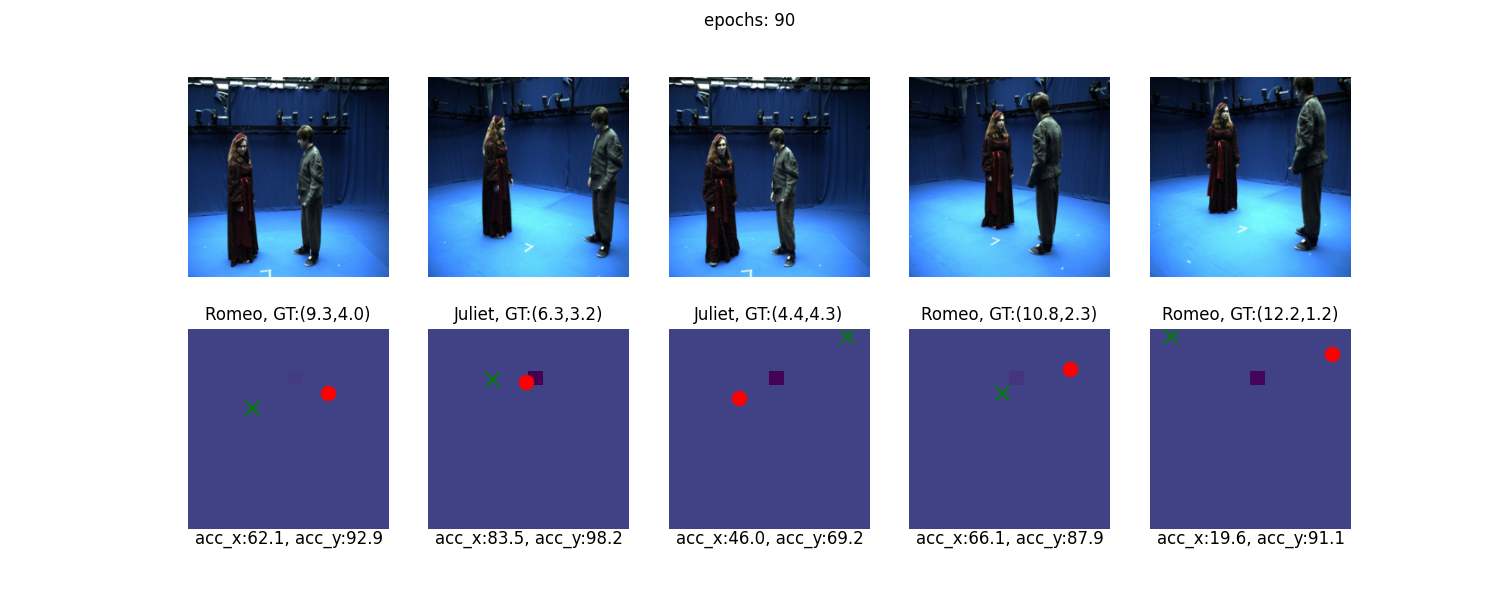 epochs: 90
Romeo, GT:(9.3,4.0)
Juliet, GT:(6.3,3.2)
Juliet, GT:(4.4,4.3)
Romeo, GT:(10.8,2.3)
Romeo, GT:(12.2,1.2)
acc_x:62.1, acc_y:92.9
acc_x:83.5, acc_y:98.2
acc_x:46.0, acc_y:69.2
acc_x:66.1, acc_y:87.9
acc_x:19.6, acc_y:91.1